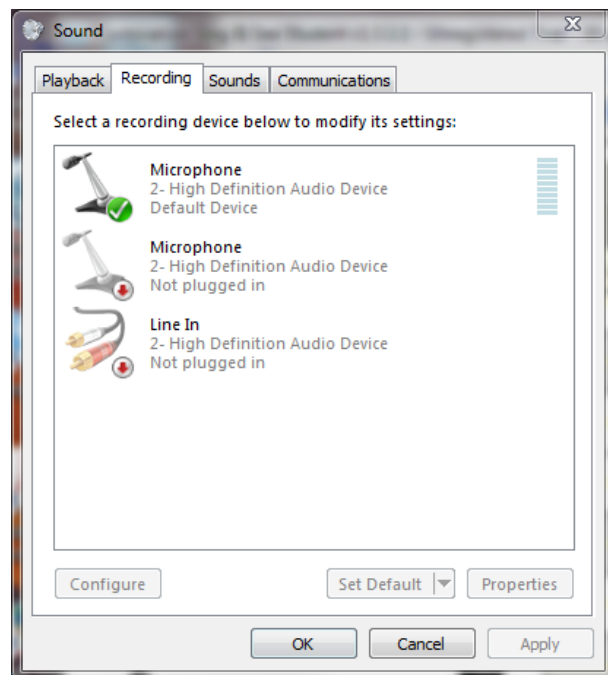 Sound
Playback
Recording
Sounds
Communications
Select a recording device below to modify its settings:
Microphone
2- High Definition Audio Device
Default Device
Microphone
2- High Definition Audio Device
Not plugged in
Line In
2- High Definition Audio Device
Not plugged in
Configure
Set Default
Properties
OK
Cancel
Apply